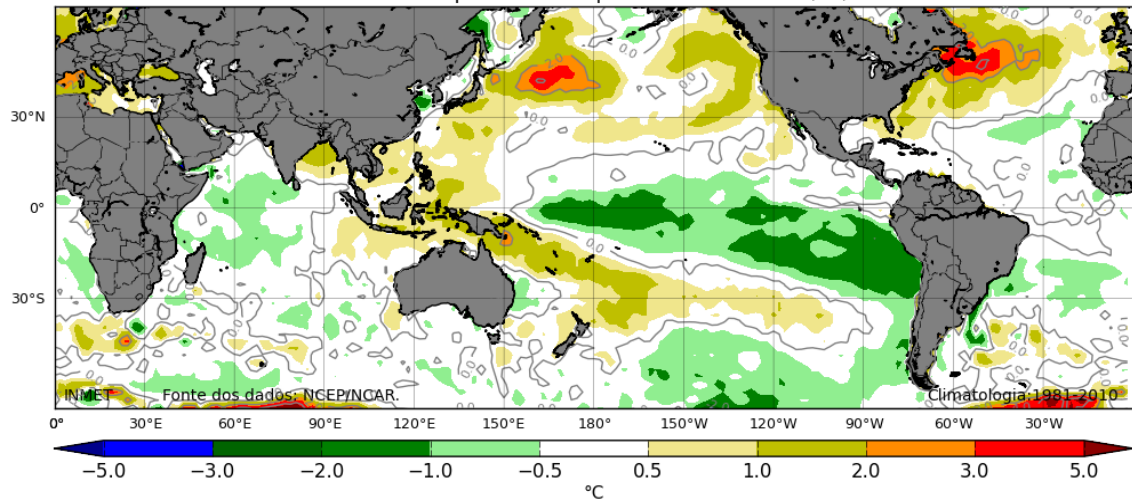 30°N
0°
30°S
INMET Fonte dos dados: NCEP/NCAR. Climatologia:1981-2010
0° 30°E 60°E 90°E 120°E 150°E 180° 150°W 120°W 90°W 60°W 30°W
−5.0 −3.0 −2.0 −1.0 −0.5 0.5 1.0 2.0 3.0 5.0
°C